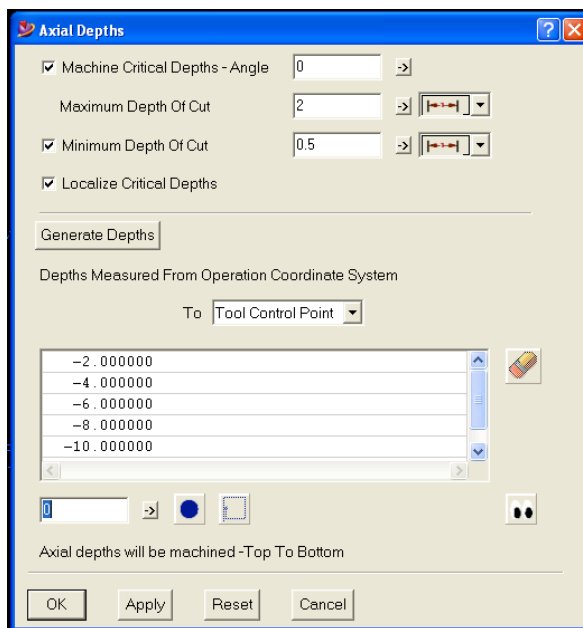 Axial Depths
Machine Critical Depths - Angle 0
Maximum Depth Of Cut 2
Minimum Depth Of Cut 0.5
Localize Critical Depths
Generate Depths
Depths Measured From Operation Coordinate System
To Tool Control Point
-2.000000
-4.000000
-6.000000
-8.000000
-10.000000
0
Axial depths will be machined -Top To Bottom
OK Apply Reset Cancel